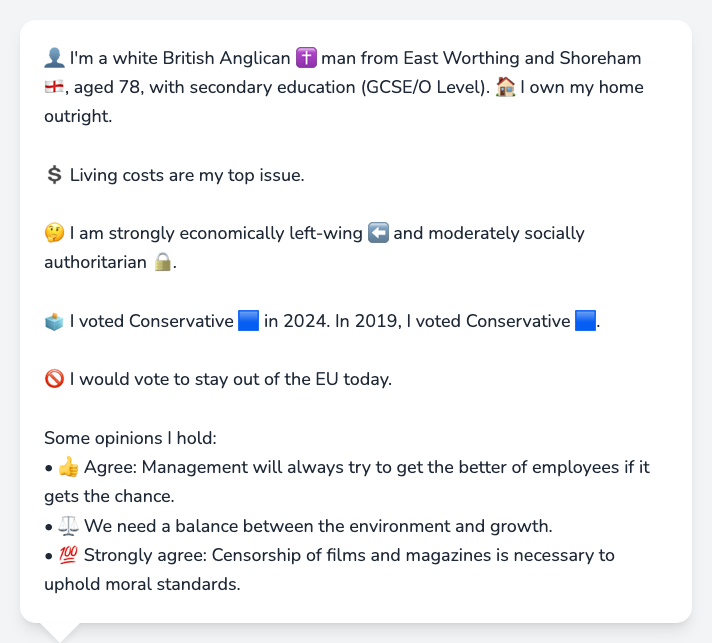 👤 I'm a white British Anglican ✝️ man from East Worthing and Shoreham
🏴󠁧󠁢󠁥󠁮󠁧󠁿, aged 78, with secondary education (GCSE/O Level). 🏠 I own my home
outright.
💲 Living costs are my top issue.
🤔 I am strongly economically left-wing ⬅️ and moderately socially
authoritarian 🔒.
🗳️ I voted Conservative 🟦 in 2024. In 2019, I voted Conservative 🟦.
🚫 I would vote to stay out of the EU today.
Some opinions I hold:
• 👍 Agree: Management will always try to get the better of employees if it
gets the chance.
• ⚖️ We need a balance between the environment and growth.
• 💯 Strongly agree: Censorship of films and magazines is necessary to
uphold moral standards.